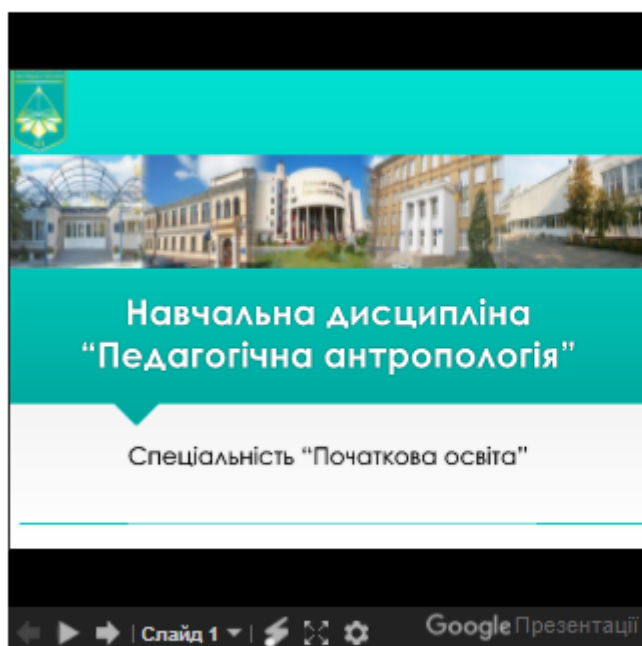 Навчальна дисципліна
“Педагогічна антропологія”
Спеціальність “Початкова освіта”
Слайд 1
Google Презентації